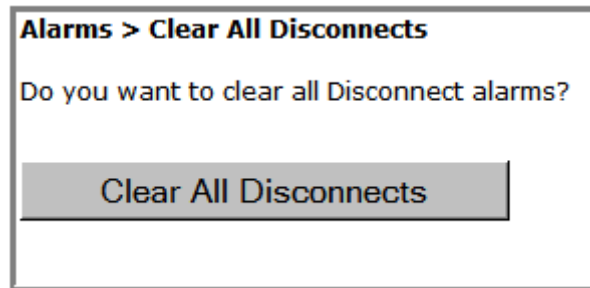 Alarms > Clear All Disconnects
Do you want to clear all Disconnect alarms?
Clear All Disconnects